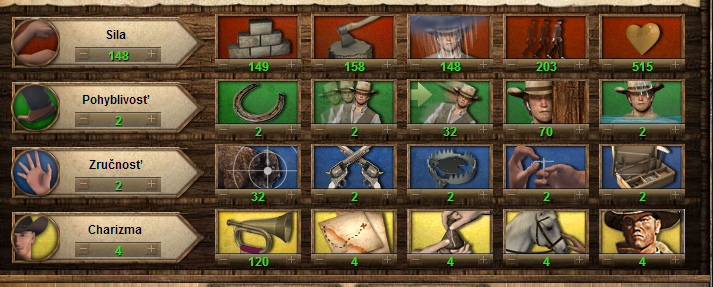 Sila
148
149 158 148 203 515
Pohyblivosť
2
2 2 32 70 2
Zručnosť
2
32 2 2 2 2
Charizma
4
120 4 4 4 4